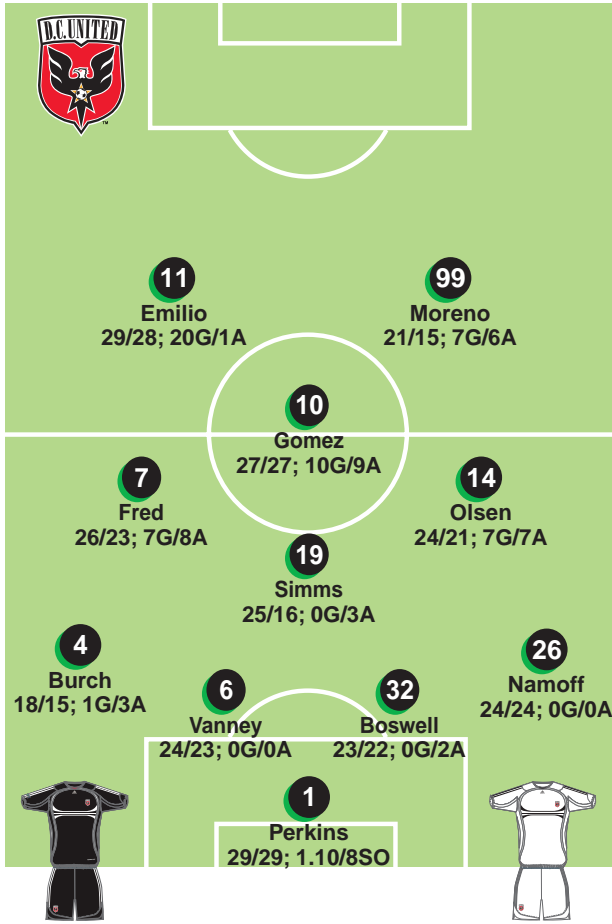 D.C.UNITED
TM
11
Emilio
29/28; 20G/1A
99
Moreno
21/15; 7G/6A
10
Gomez
27/27; 10G/9A
7
Fred
26/23; 7G/8A
14
Olsen
24/21; 7G/7A
19
Simms
25/16; 0G/3A
4
Burch
18/15; 1G/3A
26
Namoff
24/24; 0G/0A
6
Vanney
24/23; 0G/0A
32
Boswell
23/22; 0G/2A
1
Perkins
29/29; 1.10/8SO